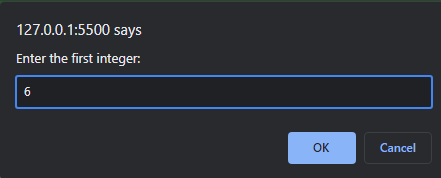 127.0.0.1:5500 says
Enter the first integer:
6
OK
Cancel